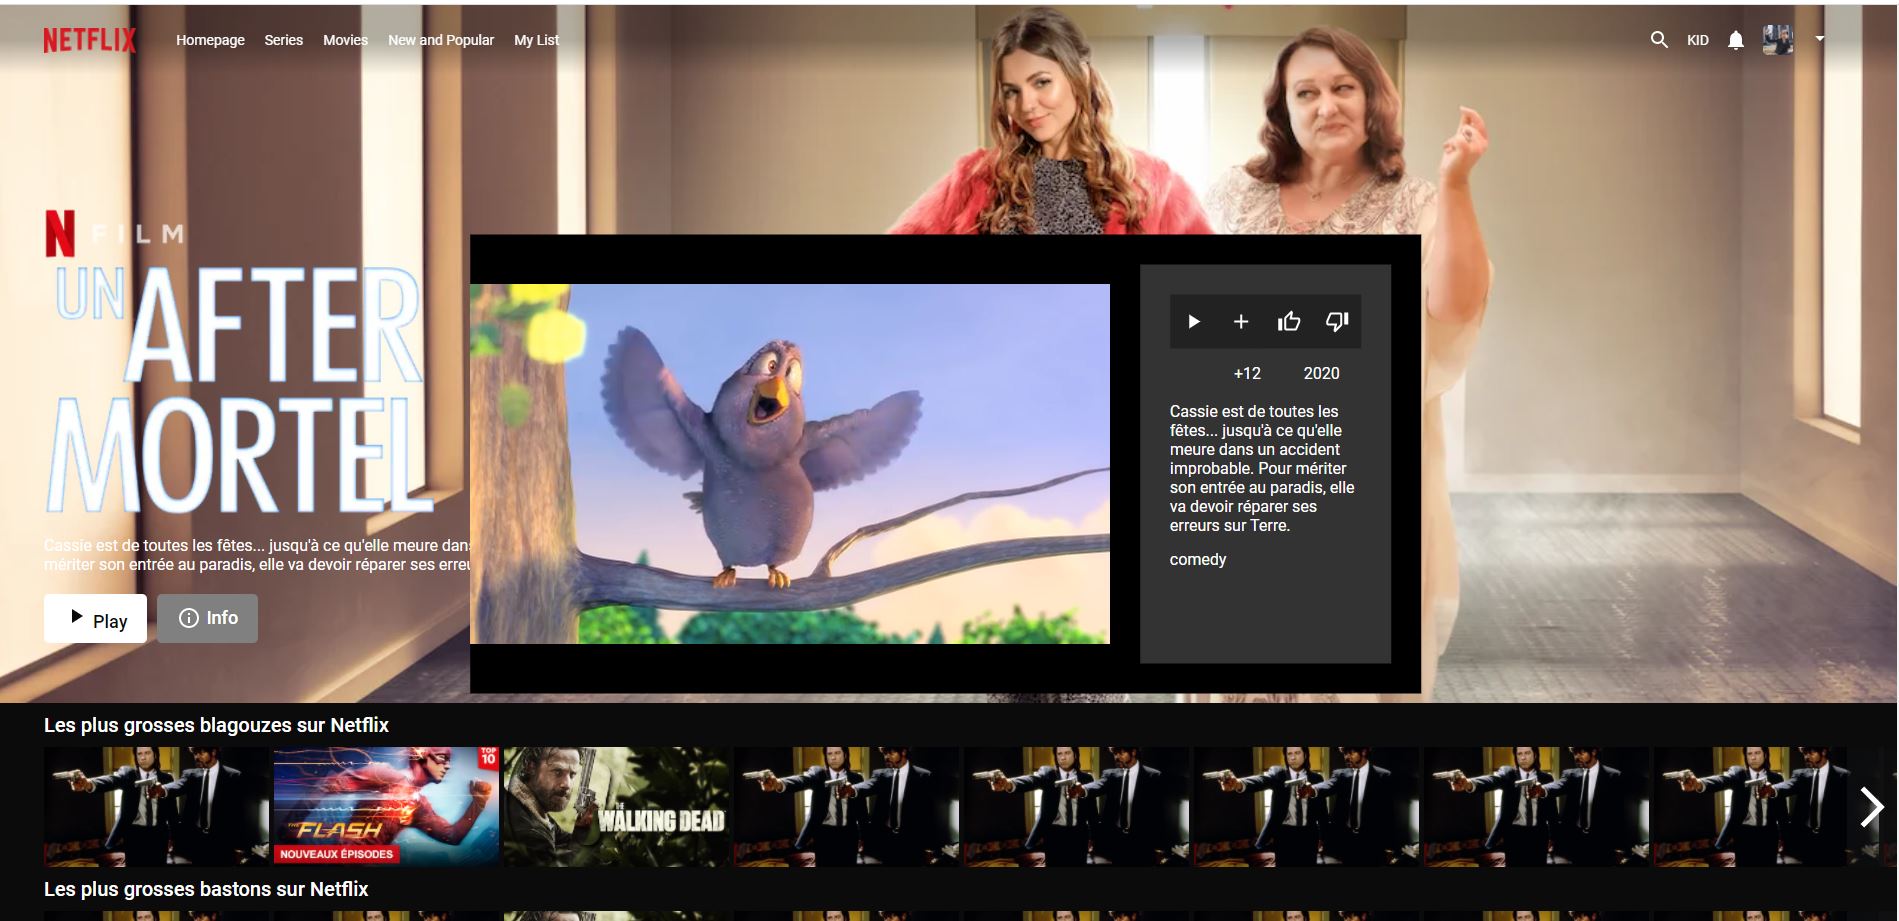 NETFLIX
Homepage
Series
Movies
New and Popular
My List
KID
N FILM
UN AFTER
MORTEL
Cassie est de toutes les fêtes... jusqu'à ce qu'elle meure dans
mériter son entrée au paradis, elle va devoir réparer ses erreu
Play
Info
+12
2020
Cassie est de toutes les
fêtes... jusqu'à ce qu'elle
meure dans un accident
improbable. Pour mériter
son entrée au paradis, elle
va devoir réparer ses
erreurs sur Terre.
comedy
Les plus grosses blagouzes sur Netflix
TOP
10
THE
FLASH
NOUVEAUX ÉPISODES
THE
WALKING DEAD
Les plus grosses bastons sur Netflix